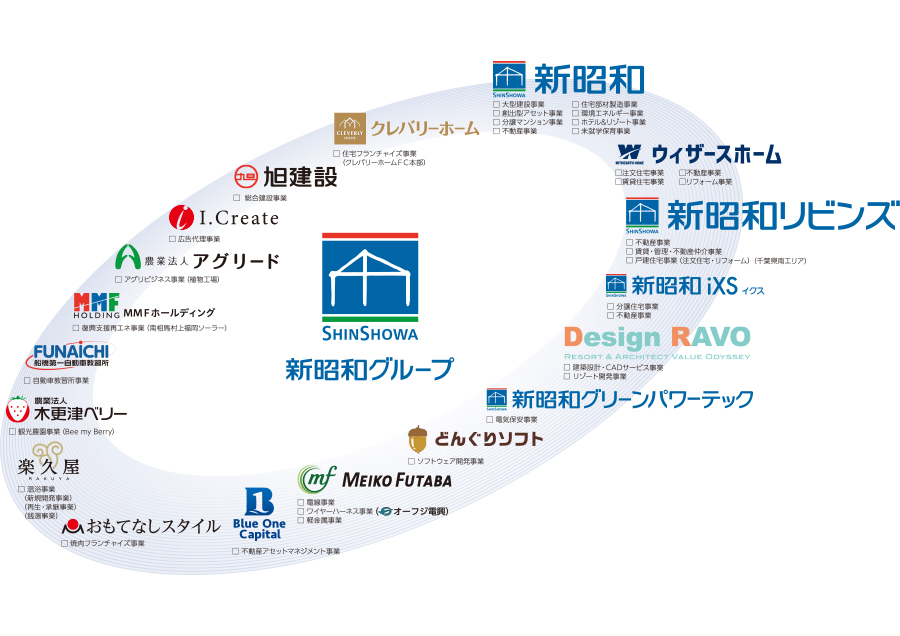 SHINSHOWA
新昭和
□ 大型建設事業
□ 創出型アセット事業
□ 分譲マンション事業
□ 不動産事業
□ 住宅部材製造事業
□ 環境エネルギー事業
□ ホテル&リゾート事業
□ 未就学保育事業
CLEVERLY
HOME
クレバリーホーム
□ 住宅フランチャイズ事業
(クレバリーホームFC本部)
WITHEARTH HOME
ウィザースホーム
□注文住宅事業
□賃貸住宅事業
□不動産事業
□リフォーム事業
旭
旭建設
□ 総合建設事業
SHINSHOWA
新昭和リビンズ
□ 不動産事業
□ 賃貸・管理・不動産仲介事業
□ 戸建住宅事業(注文住宅・リフォーム)(千葉県南エリア)
i
I.Create
□ 広告代理事業
農業法人 アグリード
□ アグリビジネス事業(植物工場)
SHINSHOWA
新昭和 iXS イクス
□ 分譲住宅事業
□ 不動産事業
SHINSHOWA
新昭和グループ
MMF
HOLDING
MMFホールディング
□ 復興支援再エネ事業(南相馬村上福岡ソーラー)
Design RAVO
RESORT & ARCHITECT VALUE ODYSSEY
□ 建築設計・CADサービス事業
□ リゾート開発事業
FUNAICHI
船橋第一自動車教習所
□ 自動車教習所事業
SHINSHOWA
新昭和グリーンパワーテック
□ 電気保安事業
農業法人
木更津ベリー
□ 観光農園事業(Bee my Berry)
どんぐりソフト
□ ソフトウェア開発事業
楽久屋
RAKUYA
□ 温浴事業
(新規開発事業)
(再生・承継事業)
(銭湯事業)
mf
MEIKO FUTABA
□ 電線事業
□ ワイヤーハーネス事業(オーフジ電興)
□ 軽金属事業
Blue One
Capital
□ 不動産アセットマネジメント事業
おもてなしスタイル
□ 焼肉フランチャイズ事業